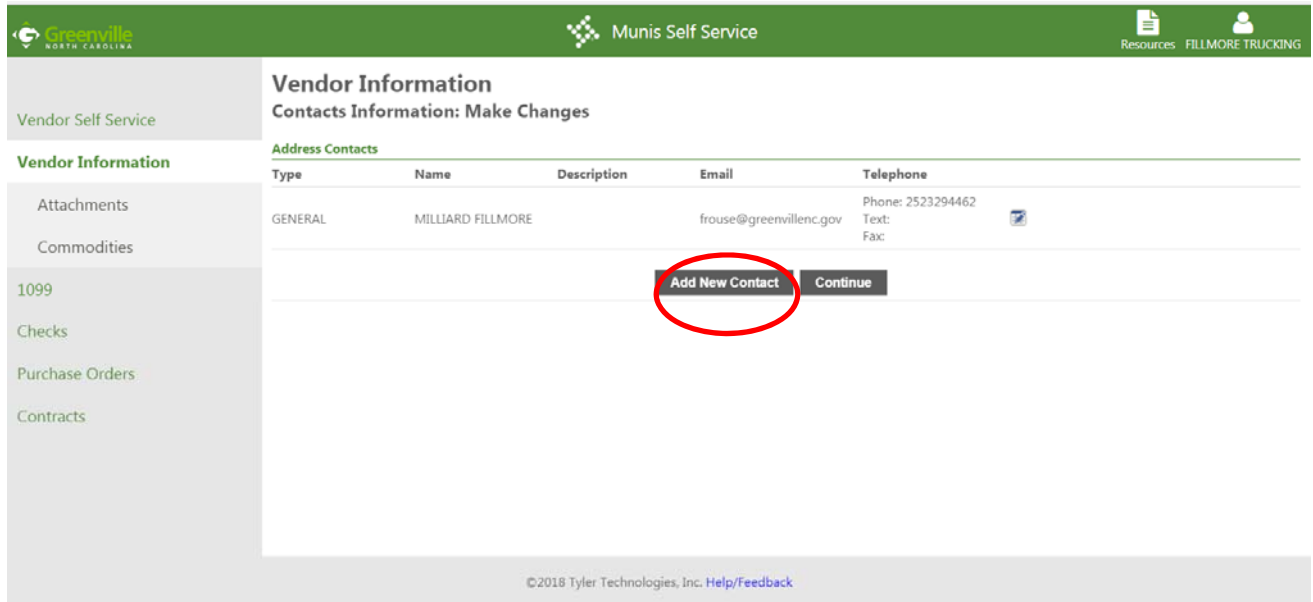 Greenville
NORTH CAROLINA
Munis Self Service
Resources
FILLMORE TRUCKING
Vendor Self Service
Vendor Information
Attachments
Commodities
1099
Checks
Purchase Orders
Contracts
Vendor Information
Contacts Information: Make Changes
Address Contacts
Type Name Description Email Telephone
GENERAL MILLIARD FILLMORE frouse@greenvillenc.gov Phone: 2523294462
Text:
Fax:
Add New Contact Continue
©2018 Tyler Technologies, Inc. Help/Feedback